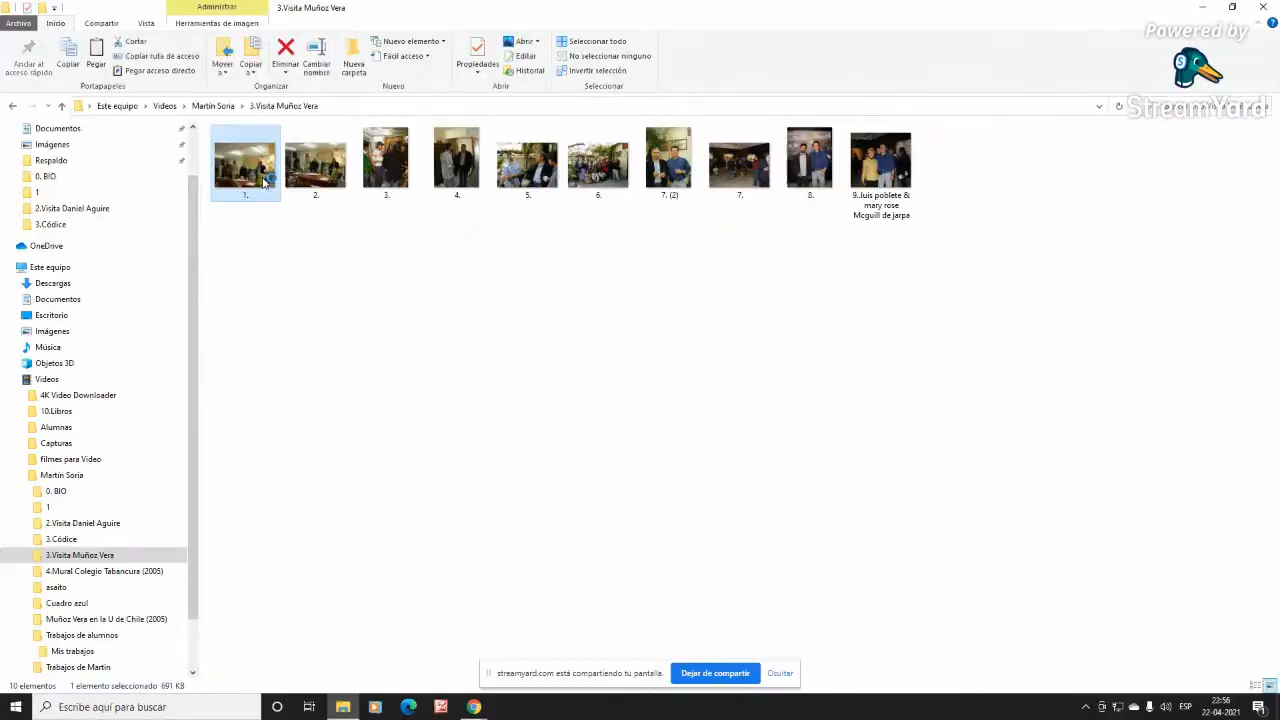 Administrar
3.Visita Muñoz Vera
Archivo
Inicio
Compartir
Vista
Herramientas de imagen
Anclar al
acceso rápido
Copiar
Pegar
Cortar
Copiar ruta de acceso
Pegar acceso directo
Portapapeles
Mover
a
Copiar
a
Eliminar
Cambiar
nombre
Organizar
Nueva
carpeta
Nuevo elemento
Fácil acceso
Nuevo
Propiedades
Abrir
Editar
Historial
Abrir
Seleccionar todo
No seleccionar ninguno
Invertir selección
Seleccionar
Powered by
StreamYard
Este equipo
Videos
Martín Soria
3.Visita Muñoz Vera
Documentos
Imágenes
Respaldo
0. BIO
1
2.Visita Daniel Aguire
3.Códice
OneDrive
Este equipo
Descargas
Documentos
Escritorio
Imágenes
Música
Objetos 3D
Videos
4K Video Downloader
10.Libros
Alumnas
Capturas
filmes para Video
Martín Soria
0. BIO
1
2.Visita Daniel Aguire
3.Códice
3.Visita Muñoz Vera
4.Mural Colegio Tabancura (2005)
asaito
Cuadro azul
Muñoz Vera en la U de Chile (2005)
Trabajos de alumnos
Mis trabajos
Trabajos de Martin
1.
2.
3.
4.
5.
6.
7. (2)
7.
8.
9..luis poblete &
mary rose
Mcguill de jarpa
streamyard.com está compartiendo tu pantalla.
Dejar de compartir
Ocultar
10 elementos
1 elemento seleccionado 691 KB
Escribe aquí para buscar
ESP
22:56
22-04-2021
1